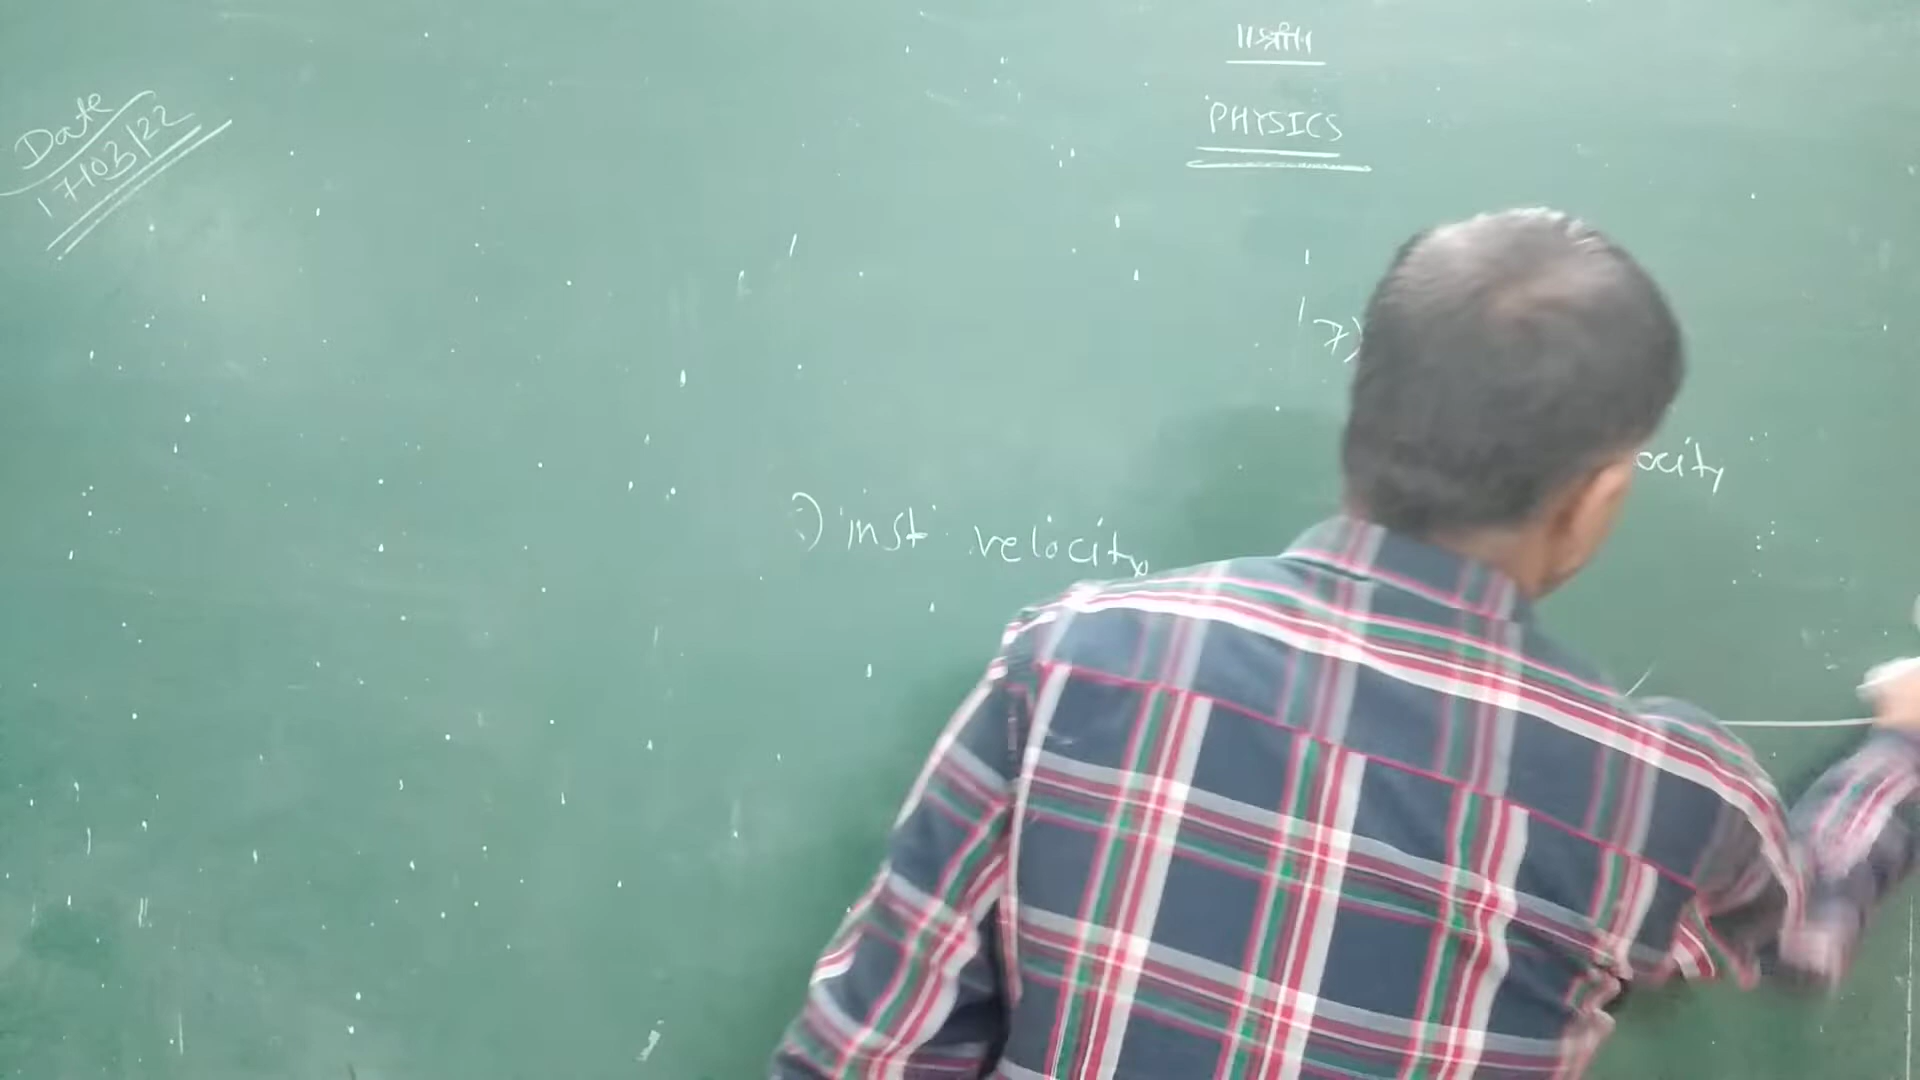 ॥श्री॥
PHYSICS
Date
17/03/22
7)
ocity
) inst velocity